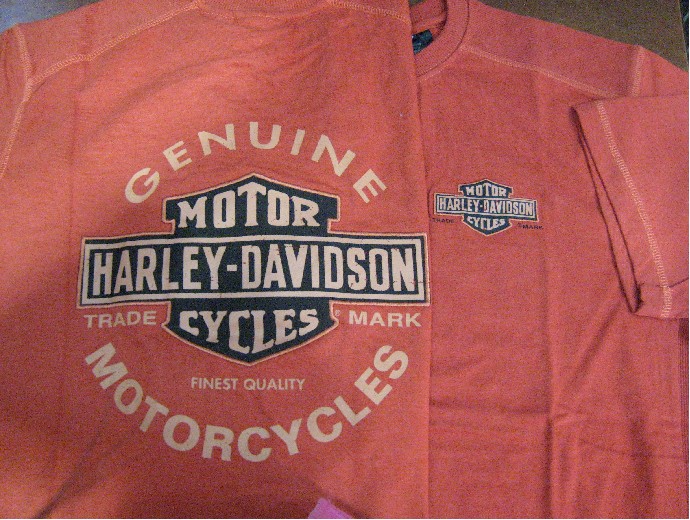 GENUINE
MOTOR
HARLEY-DAVIDSON
TRADE CYCLES ® MARK
FINEST QUALITY
MOTORCYCLES
MOTOR
HARLEY-DAVIDSON
TRADE CYCLES MARK